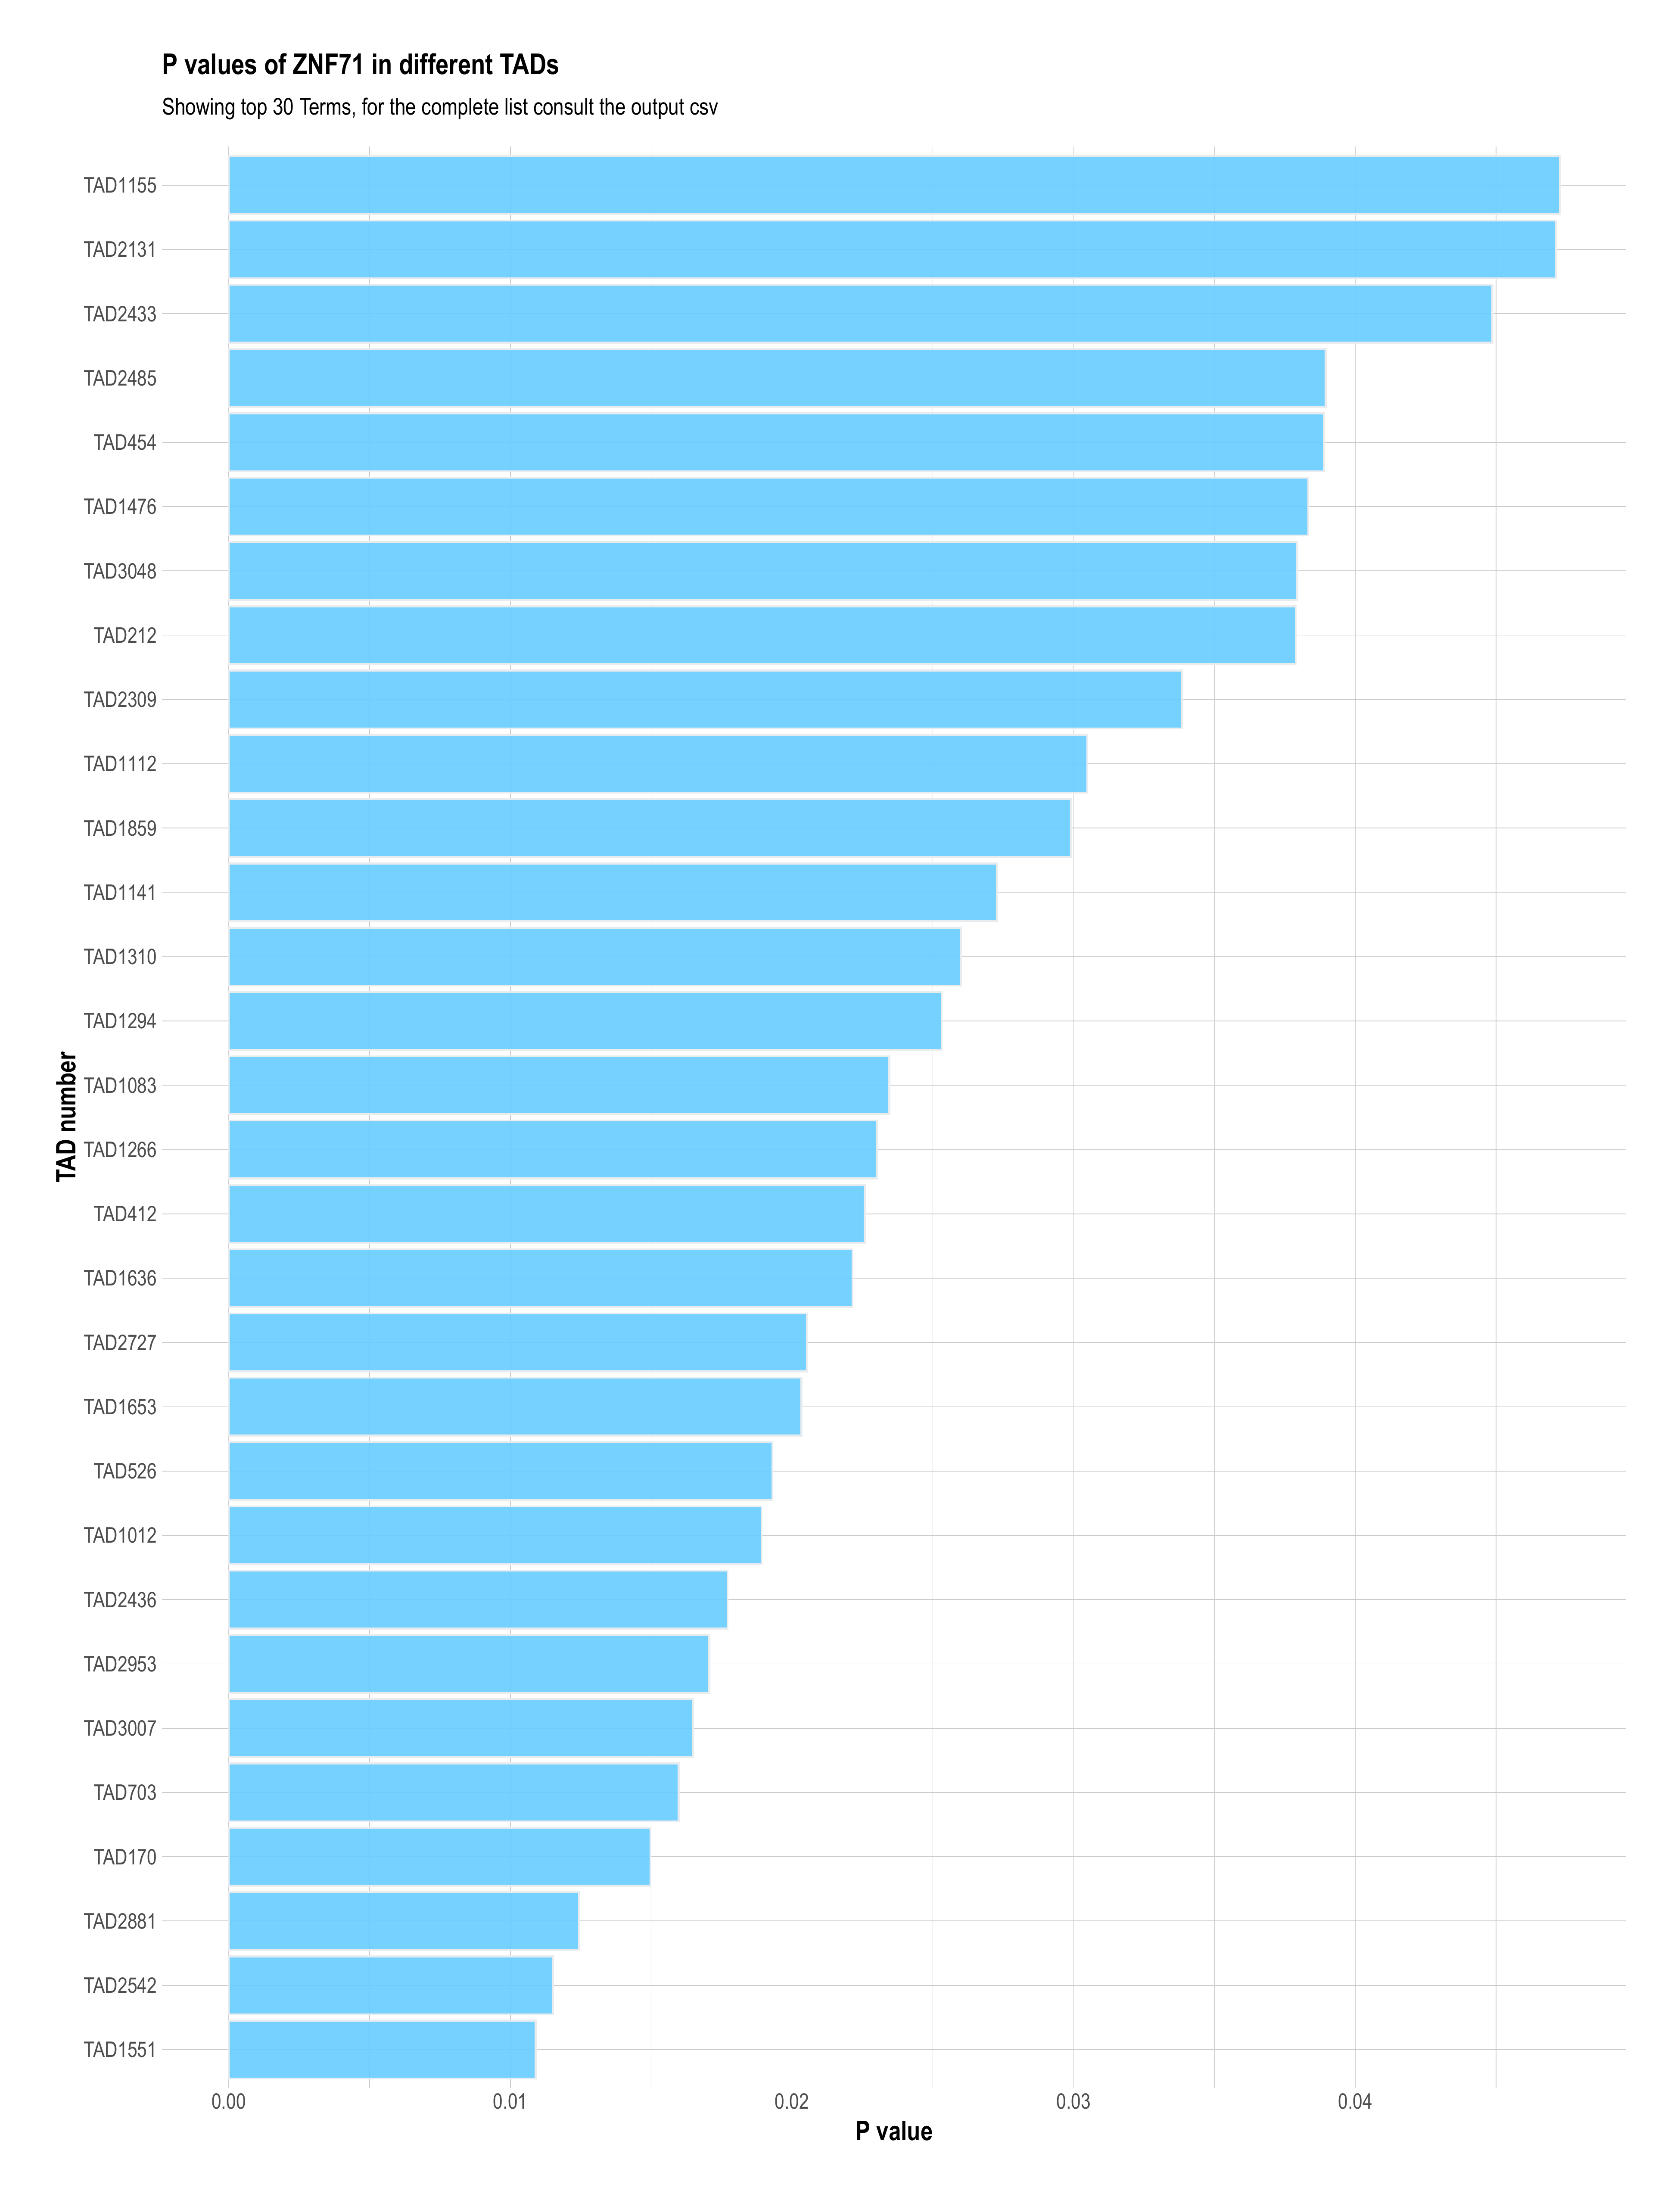 P values of ZNF71 in different TADs
Showing top 30 Terms, for the complete list consult the output csv
TAD number
TAD1155
TAD2131
TAD2433
TAD2485
TAD454
TAD1476
TAD3048
TAD212
TAD2309
TAD1112
TAD1859
TAD1141
TAD1310
TAD1294
TAD1083
TAD1266
TAD412
TAD1636
TAD2727
TAD1653
TAD526
TAD1012
TAD2436
TAD2953
TAD3007
TAD703
TAD170
TAD2881
TAD2542
TAD1551
0.00 0.01 0.02 0.03 0.04
P value